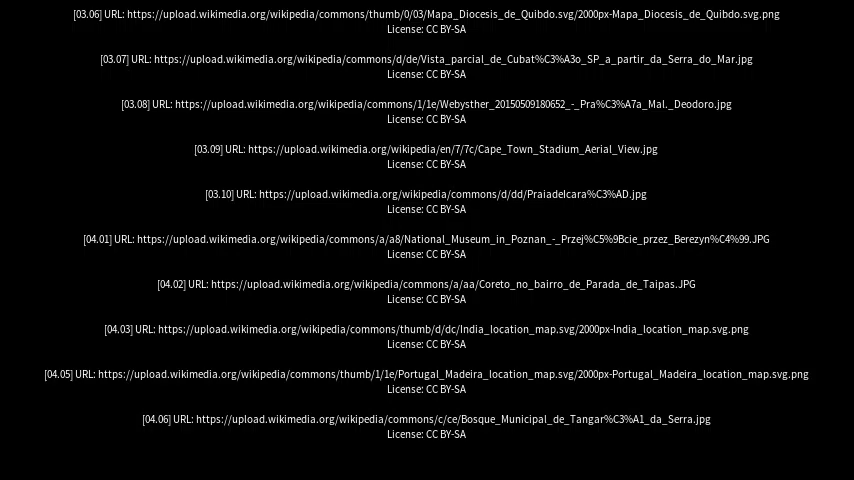 [03.06] URL: https://upload.wikimedia.org/wikipedia/commons/thumb/0/03/Mapa_Diocesis_de_Quibdo.svg/2000px-Mapa_Diocesis_de_Quibdo.svg.png
License: CC BY-SA
[03.07] URL: https://upload.wikimedia.org/wikipedia/commons/d/de/Vista_parcial_de_Cubat%C3%A3o_SP_a_partir_da_Serra_do_Mar.jpg
License: CC BY-SA
[03.08] URL: https://upload.wikimedia.org/wikipedia/commons/1/1e/Webysther_20150509180652_-_Pra%C3%A7a_Mal._Deodoro.jpg
License: CC BY-SA
[03.09] URL: https://upload.wikimedia.org/wikipedia/en/7/7c/Cape_Town_Stadium_Aerial_View.jpg
License: CC BY-SA
[03.10] URL: https://upload.wikimedia.org/wikipedia/commons/d/dd/PraiadeIcara%C3%AD.jpg
License: CC BY-SA
[04.01] URL: https://upload.wikimedia.org/wikipedia/commons/a/a8/National_Museum_in_Poznan_-_Przej%C5%9Bcie_przez_Berezyn%C4%99.JPG
License: CC BY-SA
[04.02] URL: https://upload.wikimedia.org/wikipedia/commons/a/aa/Coreto_no_bairro_de_Parada_de_Taipas.JPG
License: CC BY-SA
[04.03] URL: https://upload.wikimedia.org/wikipedia/commons/thumb/d/dc/India_location_map.svg/2000px-India_location_map.svg.png
License: CC BY-SA
[04.05] URL: https://upload.wikimedia.org/wikipedia/commons/thumb/1/1e/Portugal_Madeira_location_map.svg/2000px-Portugal_Madeira_location_map.svg.png
License: CC BY-SA
[04.06] URL: https://upload.wikimedia.org/wikipedia/commons/c/ce/Bosque_Municipal_de_Tangar%C3%A1_da_Serra.jpg
License: CC BY-SA